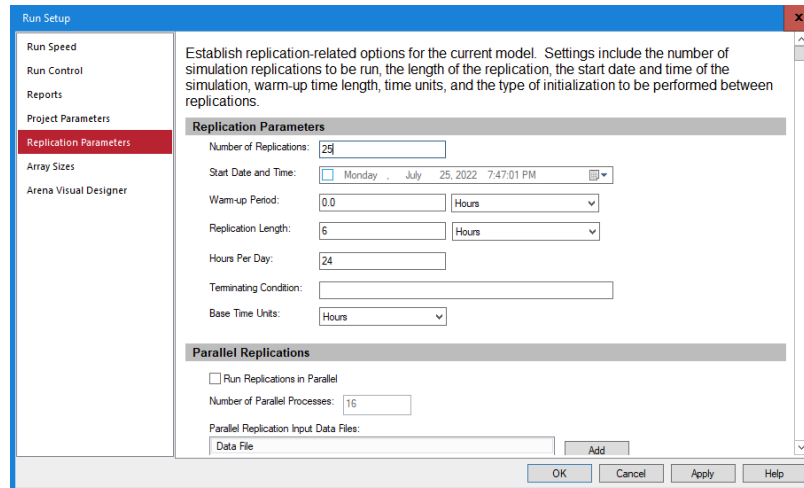 Run Setup
x
Run Speed
Run Control
Reports
Project Parameters
Replication Parameters
Array Sizes
Arena Visual Designer
Establish replication-related options for the current model. Settings include the number of
simulation replications to be run, the length of the replication, the start date and time of the
simulation, warm-up time length, time units, and the type of initialization to be performed between
replications.
Replication Parameters
Number of Replications: 25
Start Date and Time: Monday , July 25, 2022 7:47:01 PM
Warm-up Period: 0.0 Hours
Replication Length: 6 Hours
Hours Per Day: 24
Terminating Condition:
Base Time Units: Hours
Parallel Replications
Run Replications in Parallel
Number of Parallel Processes: 16
Parallel Replication Input Data Files:
Data File Add
OK Cancel Apply Help